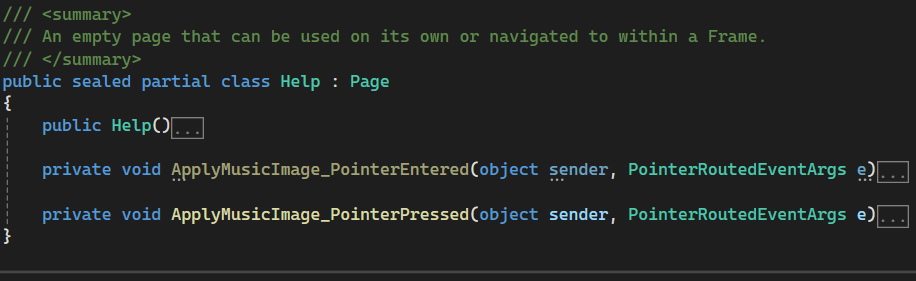 /// <summary>
/// An empty page that can be used on its own or navigated to within a Frame.
/// </summary>
public sealed partial class Help : Page
{
    public Help()...
    private void ApplyMusicImage_PointerEntered(object sender, PointerRoutedEventArgs e)...
    private void ApplyMusicImage_PointerPressed(object sender, PointerRoutedEventArgs e)...
}